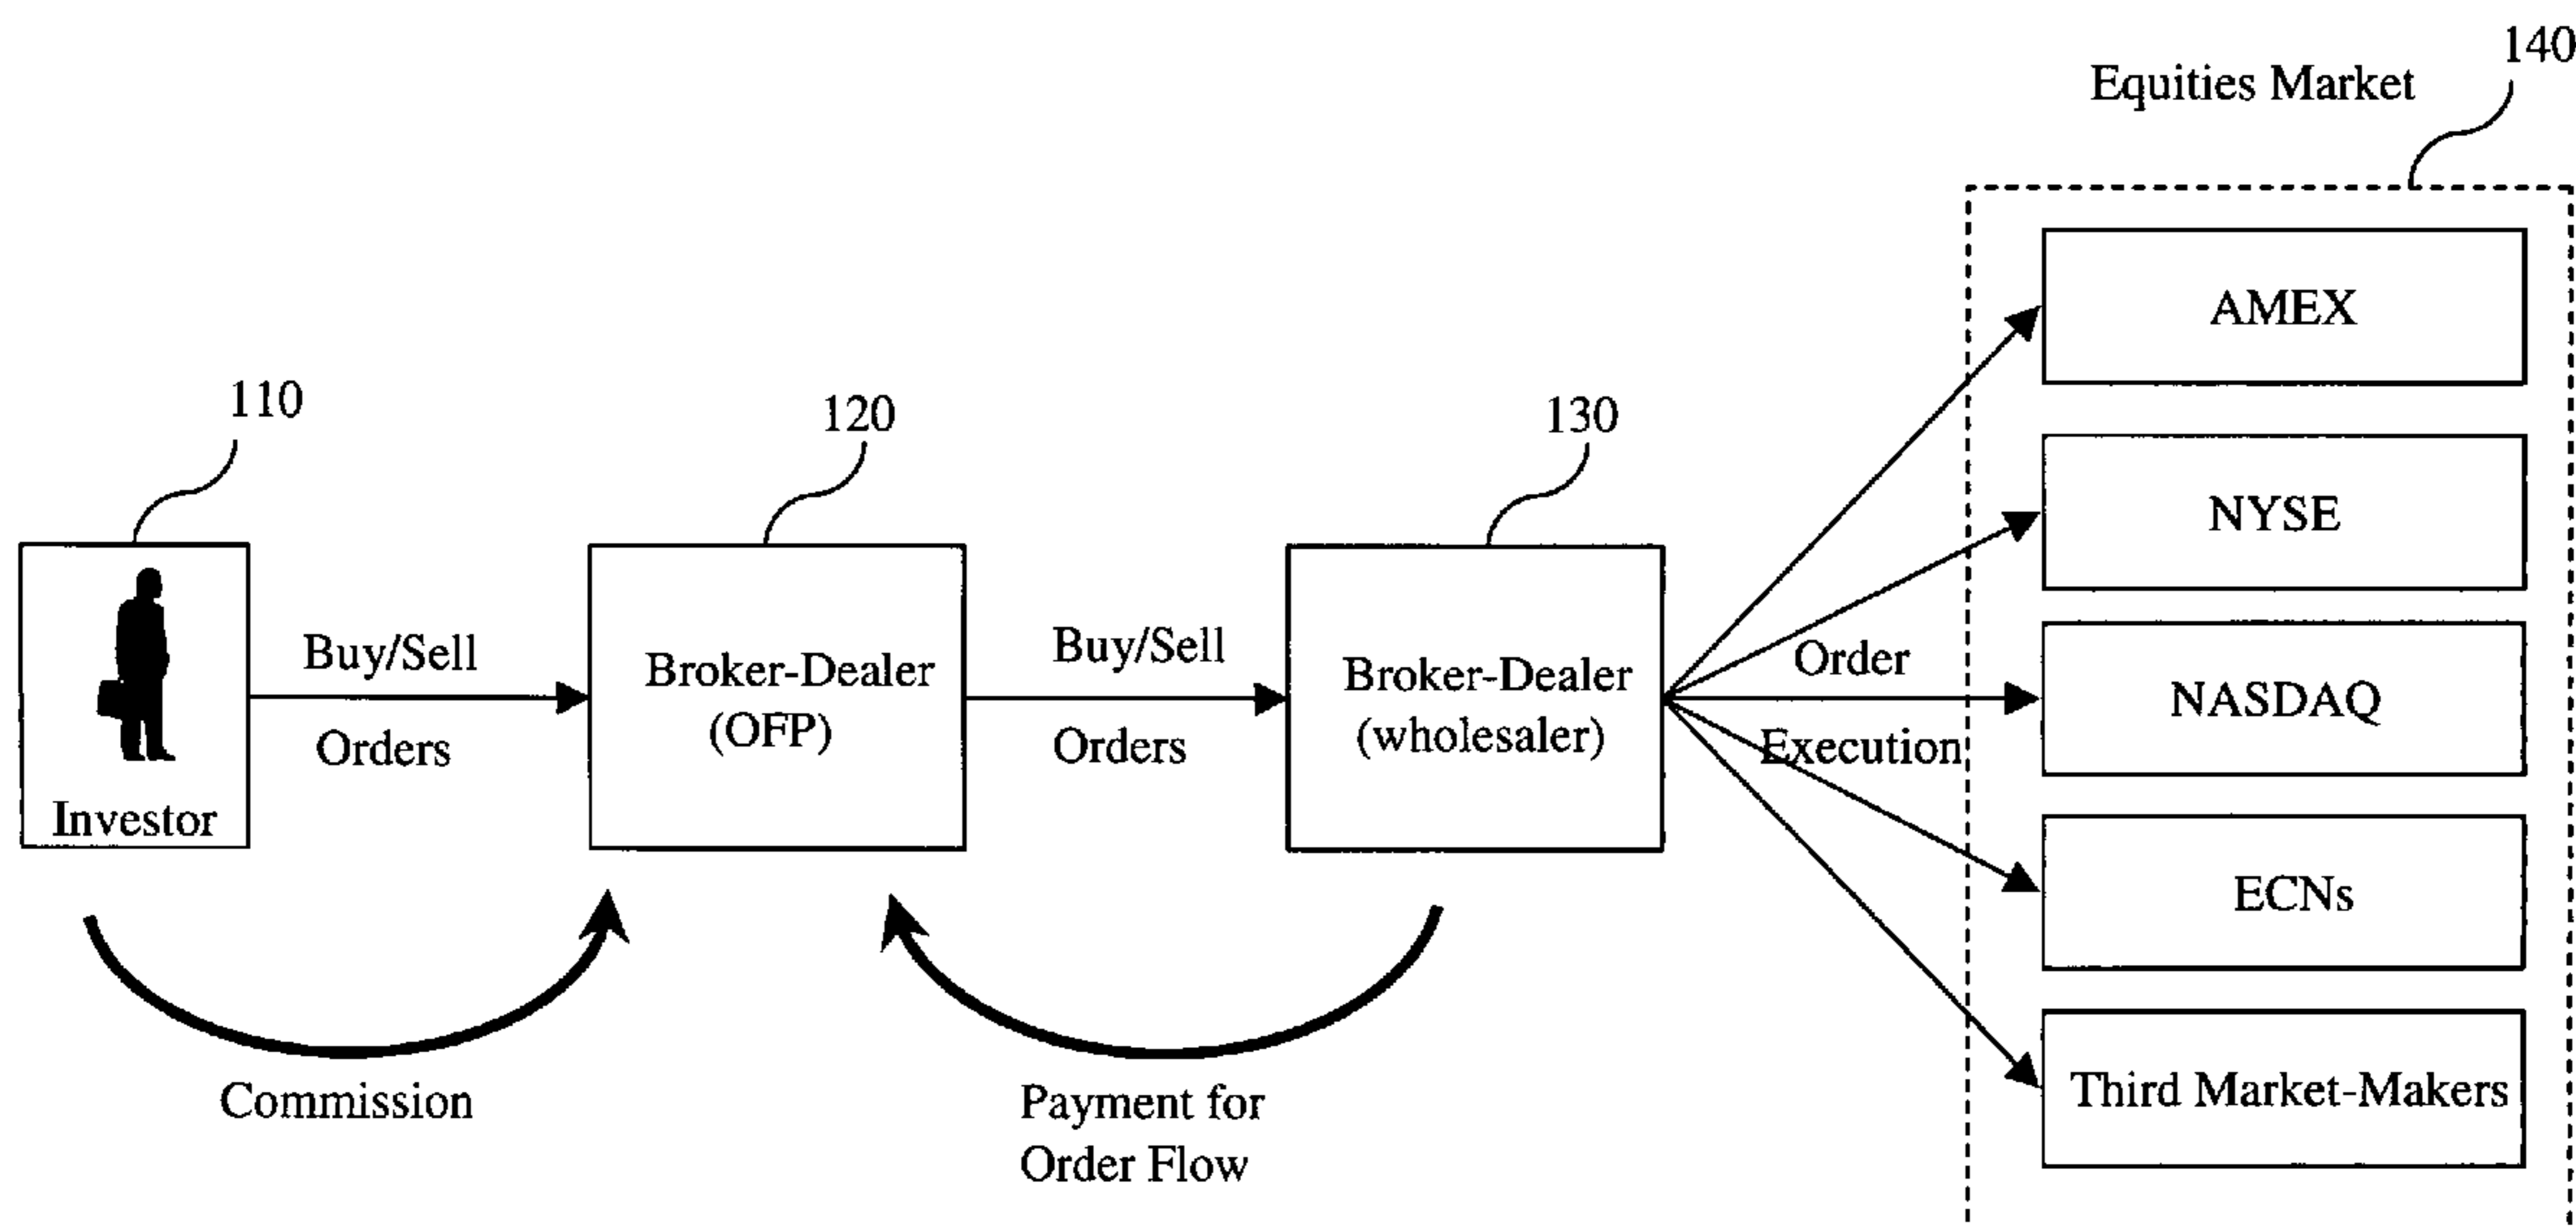 140
Equities Market
AMEX
110
120
130
NYSE
Buy/Sell
Orders
Investor
Broker-Dealer
(OFP)
Buy/Sell
Orders
Broker-Dealer
(wholesaler)
Order
Execution
NASDAQ
ECNs
Third Market-Makers
Commission
Payment for
Order Flow